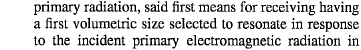 primary radiation, said first means for receiving having
a first volumetric size selected to resonate in response
to the incident primary electromagnetic radiation in